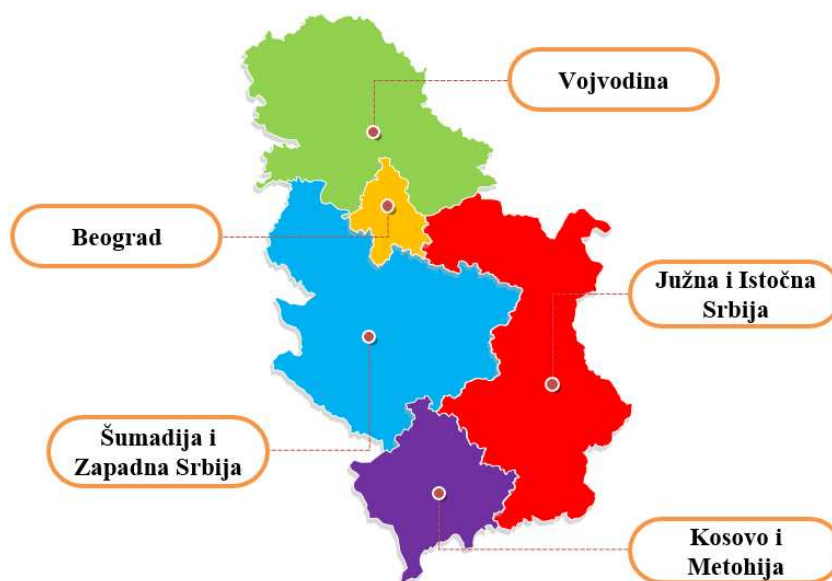 Vojvodina
Beograd
Južna i Istočna
Srbija
Šumadija i
Zapadna Srbija
Kosovo i
Metohija